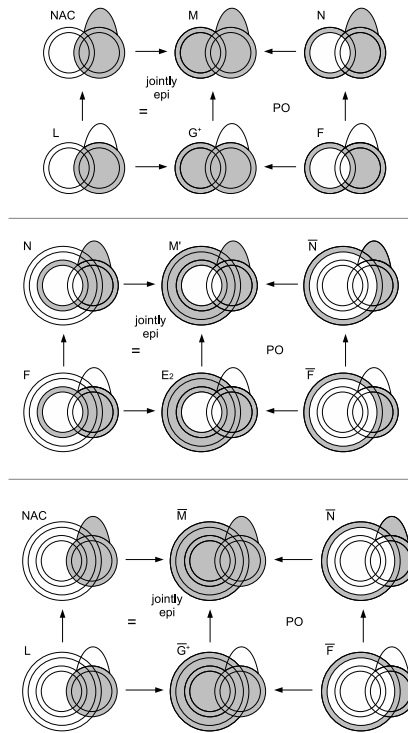 NAC M N
jointly
epi
= PO
L G⁺ F
N M' N̅
jointly
epi
= PO
F E₂ F̅
NAC M̅ N̅
jointly
epi
= PO
L G̅⁺ F̅